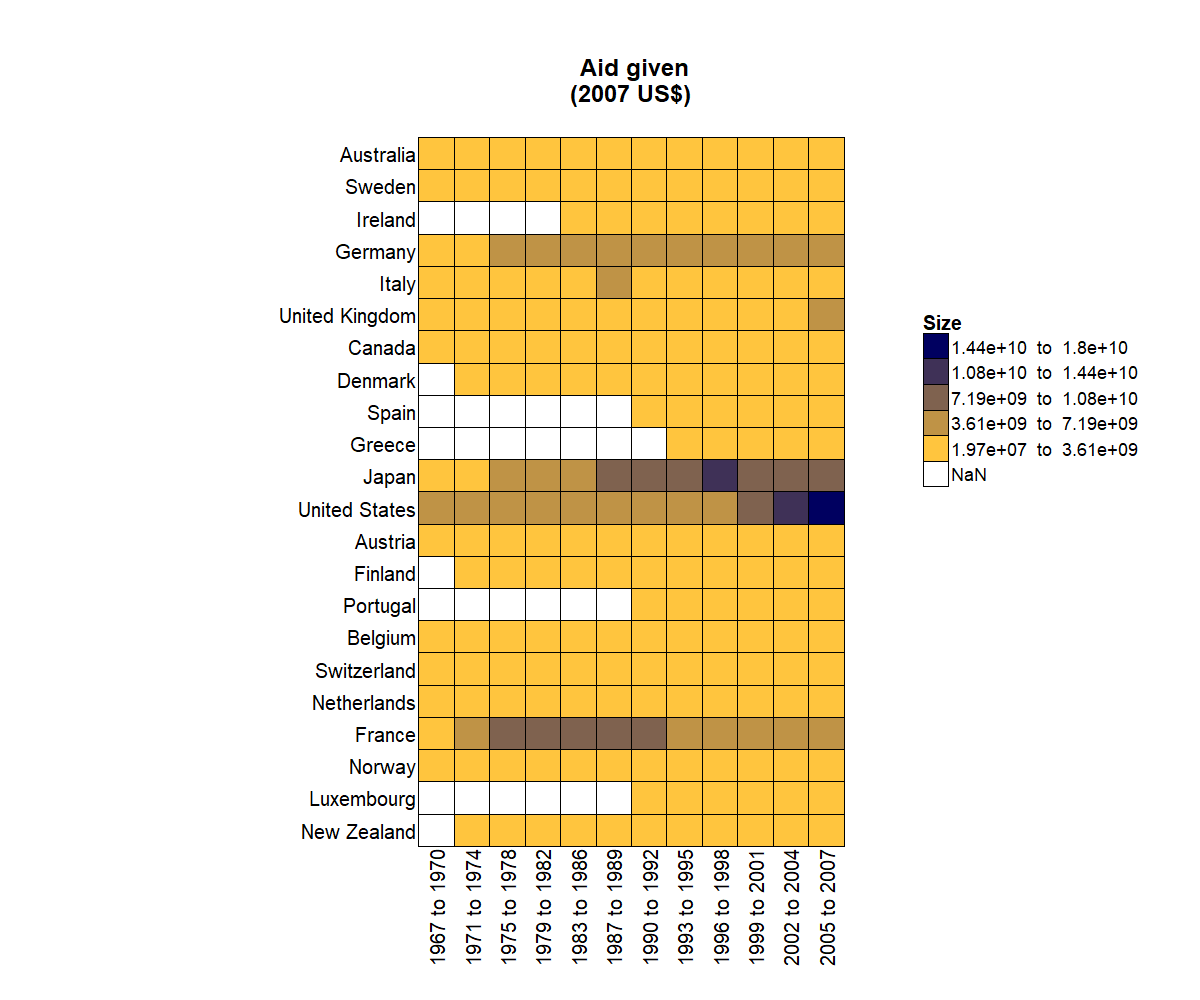 Aid given
(2007 US$)
Australia
Sweden
Ireland
Germany
Italy
United Kingdom
Canada
Denmark
Spain
Greece
Japan
United States
Austria
Finland
Portugal
Belgium
Switzerland
Netherlands
France
Norway
Luxembourg
New Zealand
1967 to 1970
1971 to 1974
1975 to 1978
1979 to 1982
1983 to 1986
1987 to 1989
1990 to 1992
1993 to 1995
1996 to 1998
1999 to 2001
2002 to 2004
2005 to 2007
Size
1.44e+10 to 1.8e+10
1.08e+10 to 1.44e+10
7.19e+09 to 1.08e+10
3.61e+09 to 7.19e+09
1.97e+07 to 3.61e+09
NaN